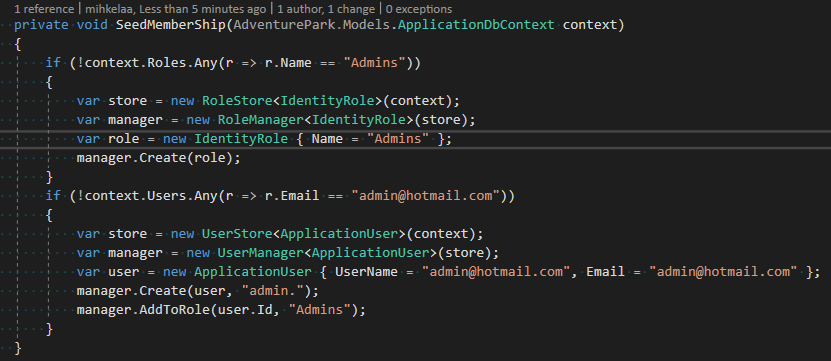 1 reference | mihkelaa, Less than 5 minutes ago | 1 author, 1 change | 0 exceptions
private void SeedMemberShip(AdventurePark.Models.ApplicationDbContext context)
{
    if (!context.Roles.Any(r => r.Name == "Admins"))
    {
        var store = new RoleStore<IdentityRole>(context);
        var manager = new RoleManager<IdentityRole>(store);
        var role = new IdentityRole { Name = "Admins" };
        manager.Create(role);
    }
    if (!context.Users.Any(r => r.Email == "admin@hotmail.com"))
    {
        var store = new UserStore<ApplicationUser>(context);
        var manager = new UserManager<ApplicationUser>(store);
        var user = new ApplicationUser { UserName = "admin@hotmail.com", Email = "admin@hotmail.com" };
        manager.Create(user, "admin.");
        manager.AddToRole(user.Id, "Admins");
    }
}